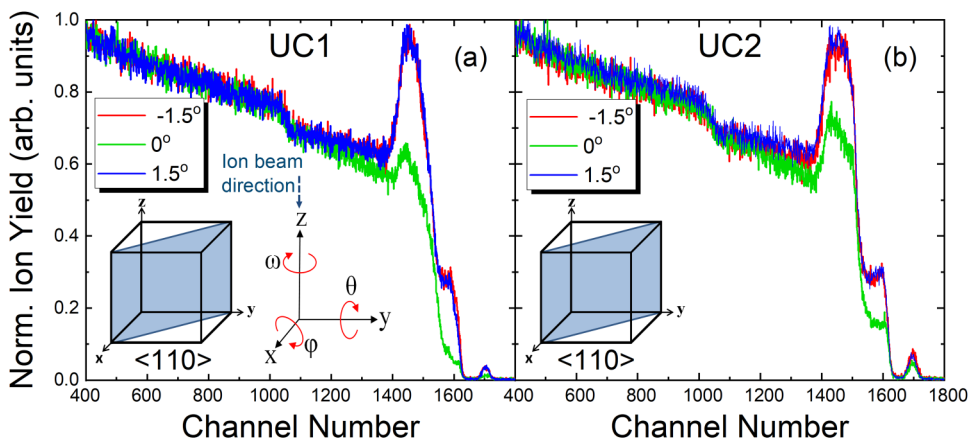 UC1
(a)
UC2
(b)
Norm. Ion Yield (arb. units)
1.0
0.8
0.6
0.4
0.2
0.0
-1.5°
0°
1.5°
-1.5°
0°
1.5°
Ion beam
direction
z
y
x
<110>
z
ω
θ
y
x
φ
z
y
x
<110>
400 600 800 1000 1200 1400 400 600 800 1000 1200 1400 1600 1800
Channel Number
Channel Number